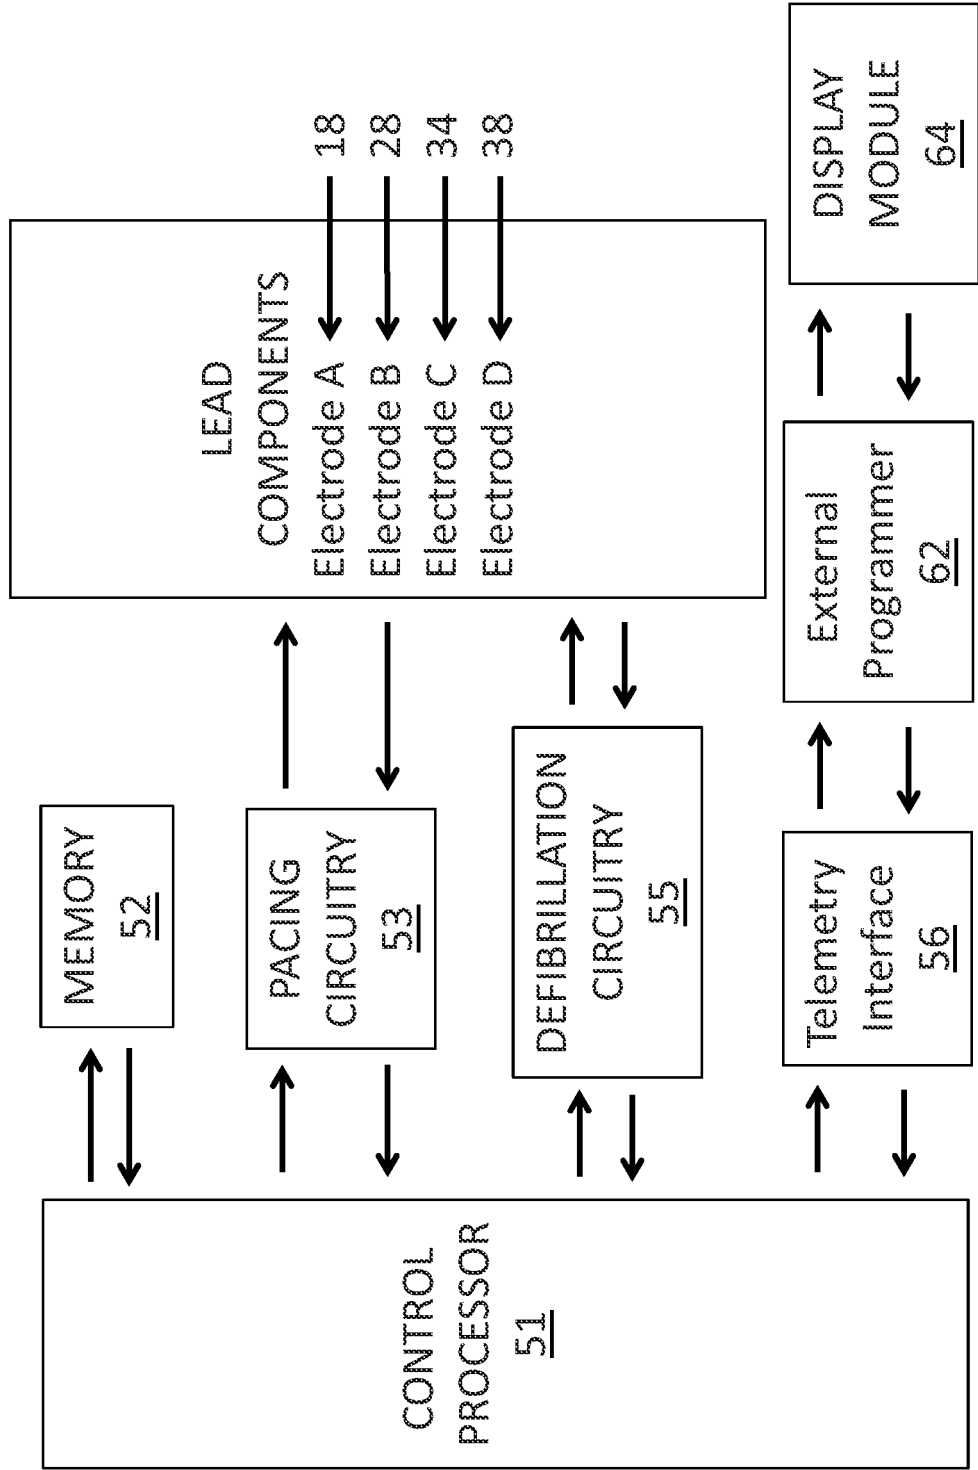 CONTROL
PROCESSOR
51
MEMORY
52
PACING
CIRCUITRY
53
DEFIBRILLATION
CIRCUITRY
55
Telemetry
Interface
56
LEAD
COMPONENTS
Electrode A 18
Electrode B 28
Electrode C 34
Electrode D 38
External
Programmer
62
DISPLAY
MODULE
64